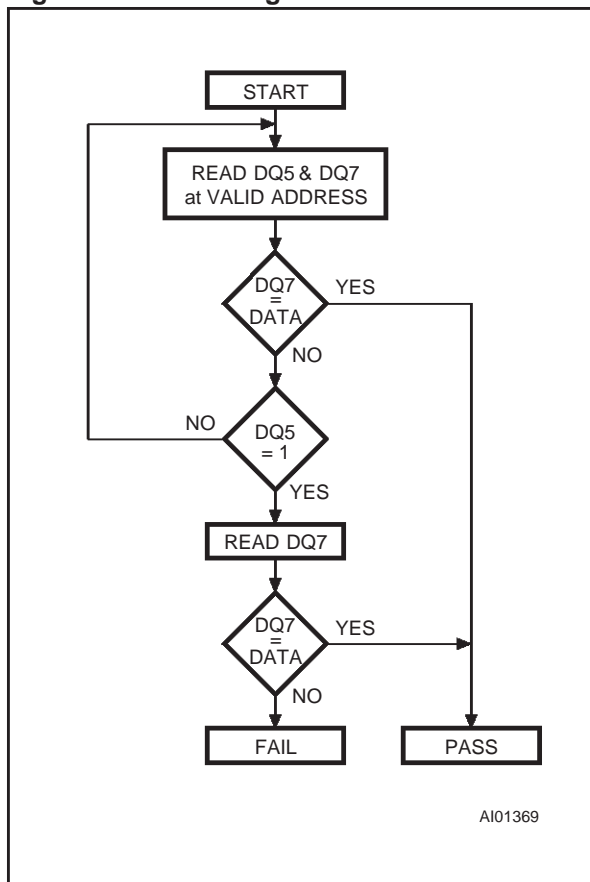 START
READ DQ5 & DQ7
at VALID ADDRESS
DQ7
=
DATA
YES
NO
NO
DQ5
= 1
YES
READ DQ7
DQ7
=
DATA
YES
NO
FAIL
PASS
AI01369